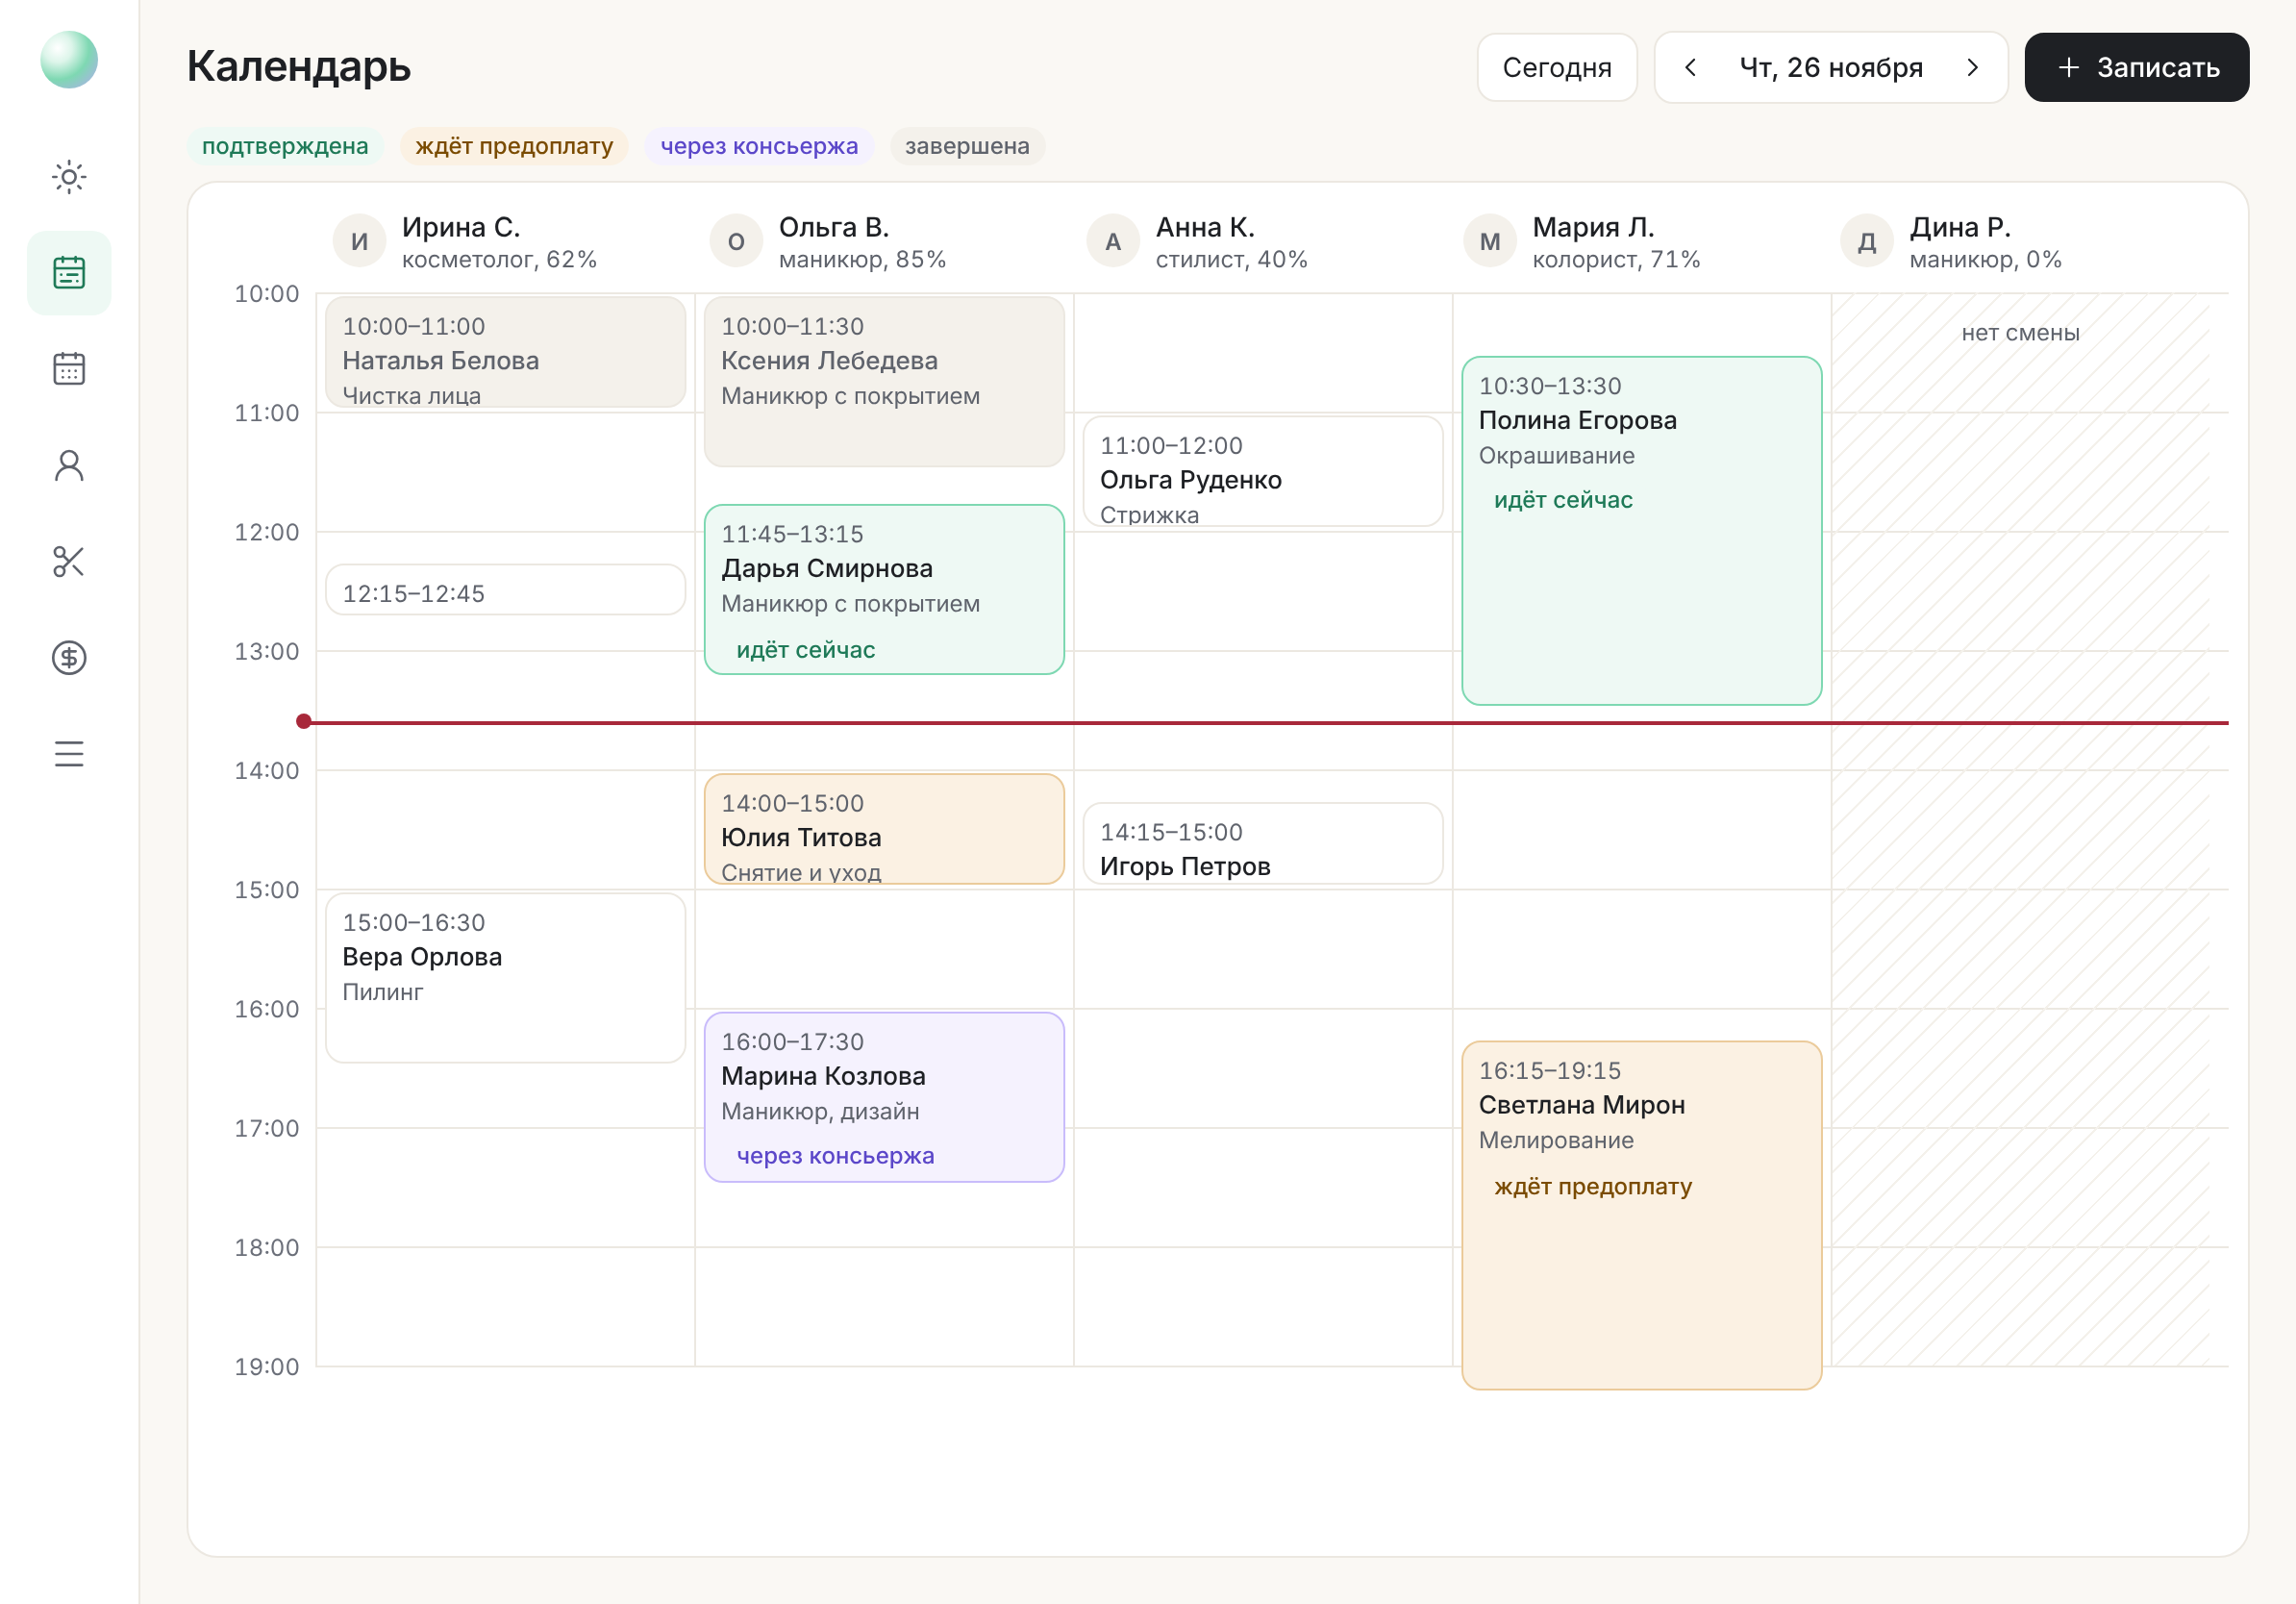 Календарь
Сегодня
Чт, 26 ноября
Записать
подтверждена
ждёт предоплату
через консьержа
завершена
И
Ирина С.
косметолог, 62%
О
Ольга В.
маникюр, 85%
А
Анна К.
стилист, 40%
М
Мария Л.
колорист, 71%
Д
Дина Р.
маникюр, 0%
10:00
11:00
12:00
13:00
14:00
15:00
16:00
17:00
18:00
19:00
10:00–11:00
Наталья Белова
Чистка лица
12:15–12:45
15:00–16:30
Вера Орлова
Пилинг
10:00–11:30
Ксения Лебедева
Маникюр с покрытием
11:45–13:15
Дарья Смирнова
Маникюр с покрытием
идёт сейчас
14:00–15:00
Юлия Титова
Снятие и уход
16:00–17:30
Марина Козлова
Маникюр, дизайн
через консьержа
11:00–12:00
Ольга Руденко
Стрижка
14:15–15:00
Игорь Петров
10:30–13:30
Полина Егорова
Окрашивание
идёт сейчас
16:15–19:15
Светлана Мирон
Мелирование
ждёт предоплату
нет смены